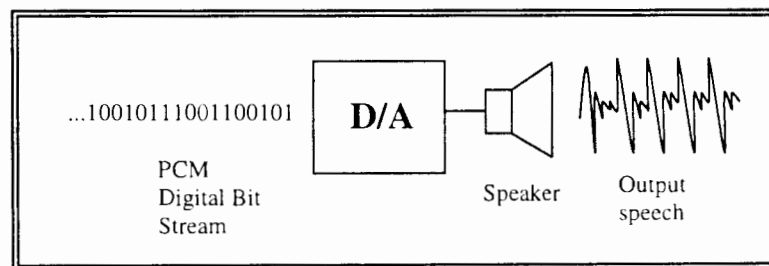 ...10010111001100101
D/A
PCM
Digital Bit
Stream
Speaker
Output
speech